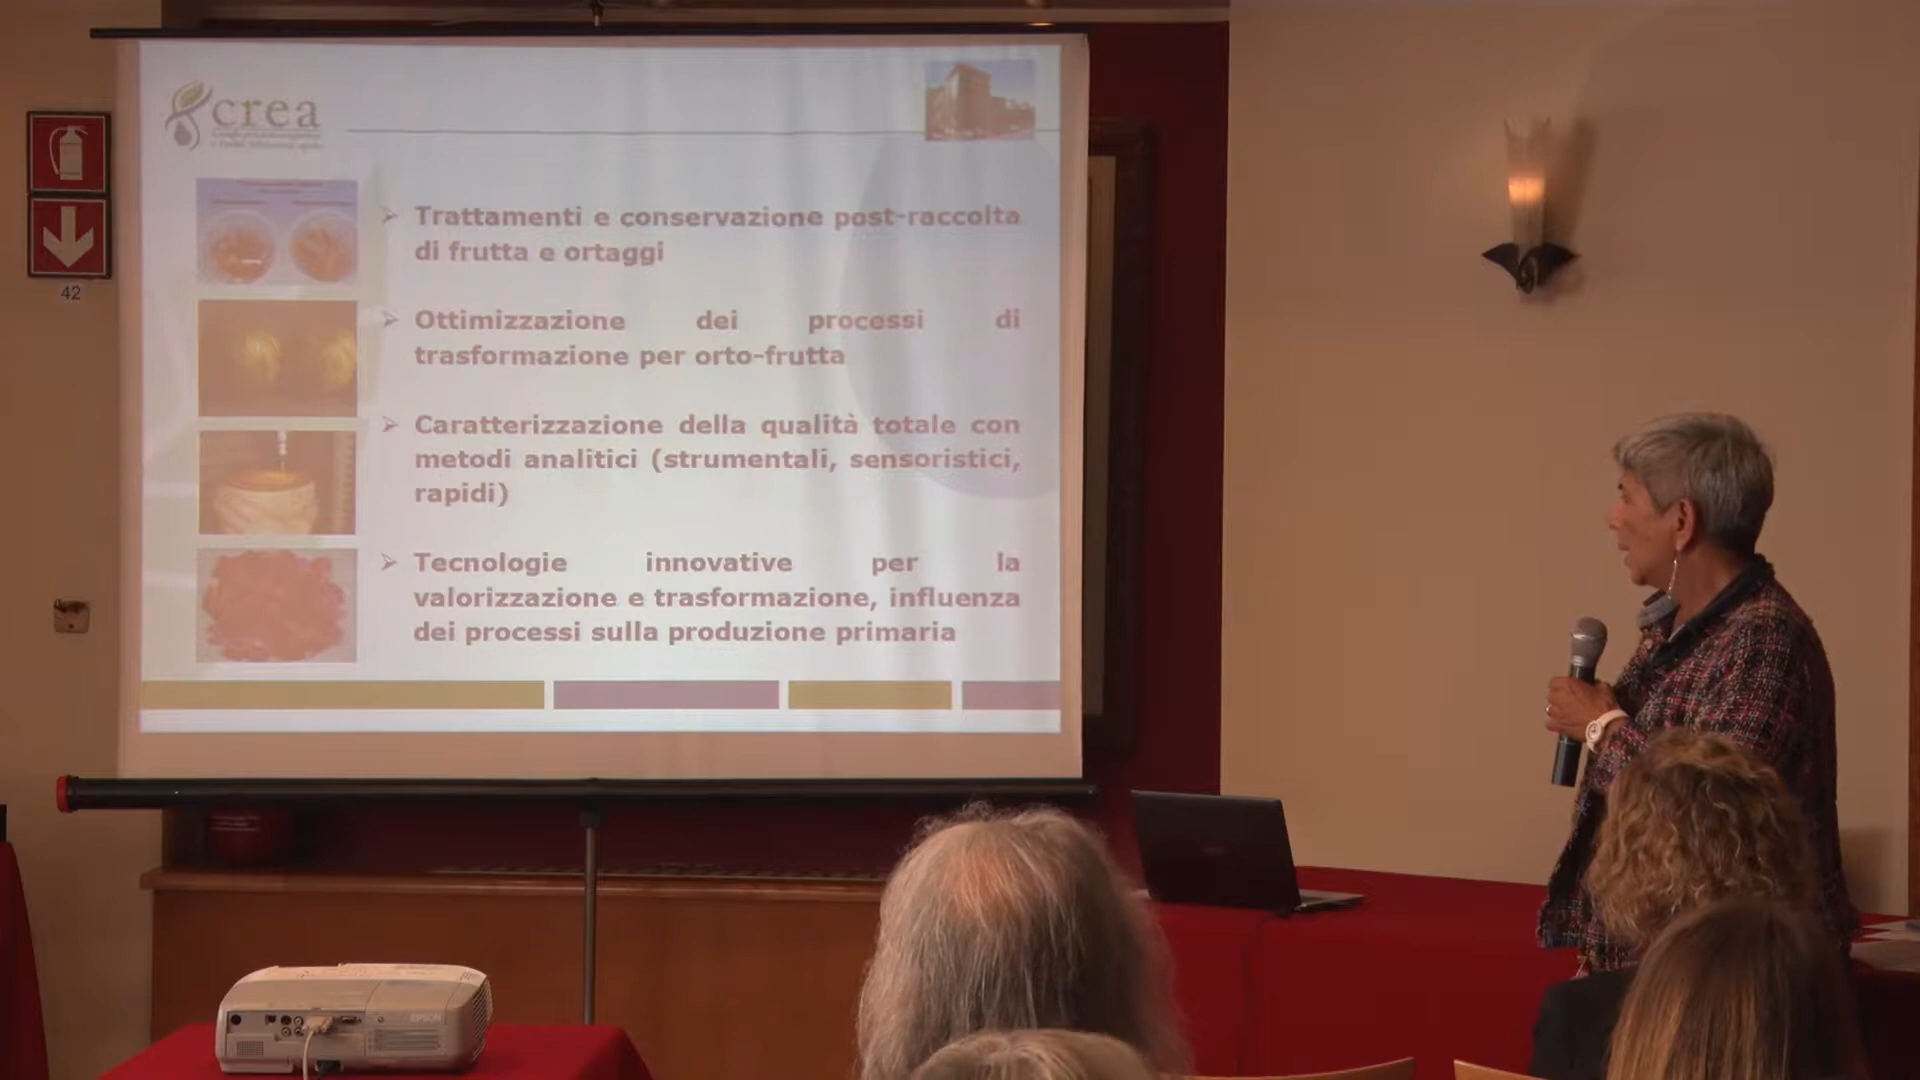 crea
Trattamenti e conservazione post-raccolta
di frutta e ortaggi
Ottimizzazione dei processi di
trasformazione per orto-frutta
Caratterizzazione della qualità totale con
metodi analitici (strumentali, sensoristici,
rapidi)
Tecnologie innovative per la
valorizzazione e trasformazione, influenza
dei processi sulla produzione primaria
42
EPSON